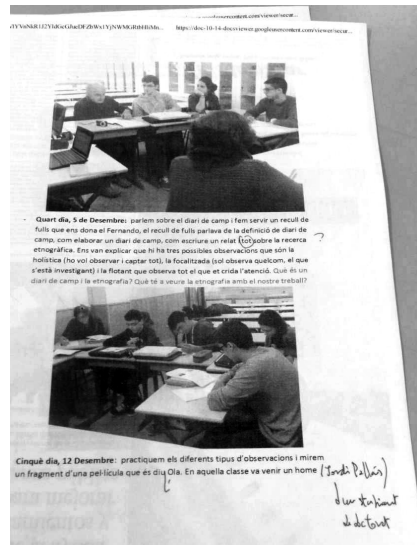 https://doc-10-14-docsviewer.googleusercontent.com/viewer/secur...
Quart dia, 5 de Desembre: parlem sobre el diari de camp i fem servir un recull de
fulls que ens dona el Fernando, el recull de fulls parlava de la definició de diari de
camp, com elaborar un diari de camp, com escriure un relat tot sobre la recerca ?
etnogràfica. Ens van explicar que hi ha tres possibles observacions que són la
holística (ho vol observar i captar tot), la focalitzada (sol observa quelcom, el que
s'està investigant) i la flotant que observa tot el que et crida l'atenció. Què és un
diari de camp i la etnografia? Què té a veure la etnografia amb el nostre treball?
Cinquè dia, 12 Desembre: practiquem els diferents tipus d'observacions i mirem
un fragment d'una pel·lícula que és diu Ola. En aquella classe va venir un home (Jordi